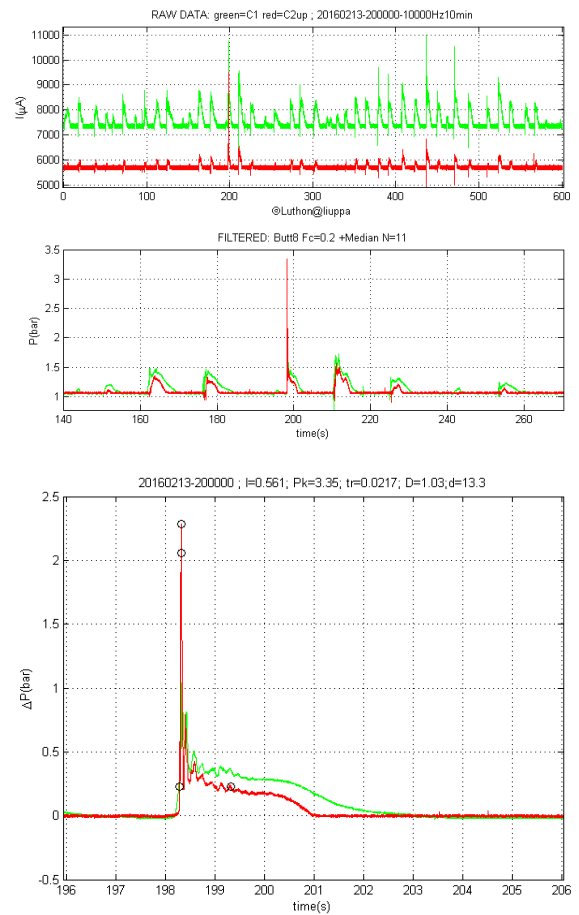 RAW DATA: green=C1 red=C2up ; 20160213-200000-10000Hz10min
11000
10000
9000
8000
7000
6000
5000
I(μA)
0 100 200 300 400 500 600
©Luthon@liuppa
FILTERED: Butt8 Fc=0.2 +Median N=11
3.5
3
2.5
2
1.5
1
P(bar)
140 160 180 200 220 240 260
time(s)
20160213-200000 ; I=0.561; Pk=3.35; tr=0.0217; D=1.03;d=13.3
2.5
2
1.5
1
0.5
0
-0.5
ΔP(bar)
196 197 198 199 200 201 202 203 204 205 206
time(s)